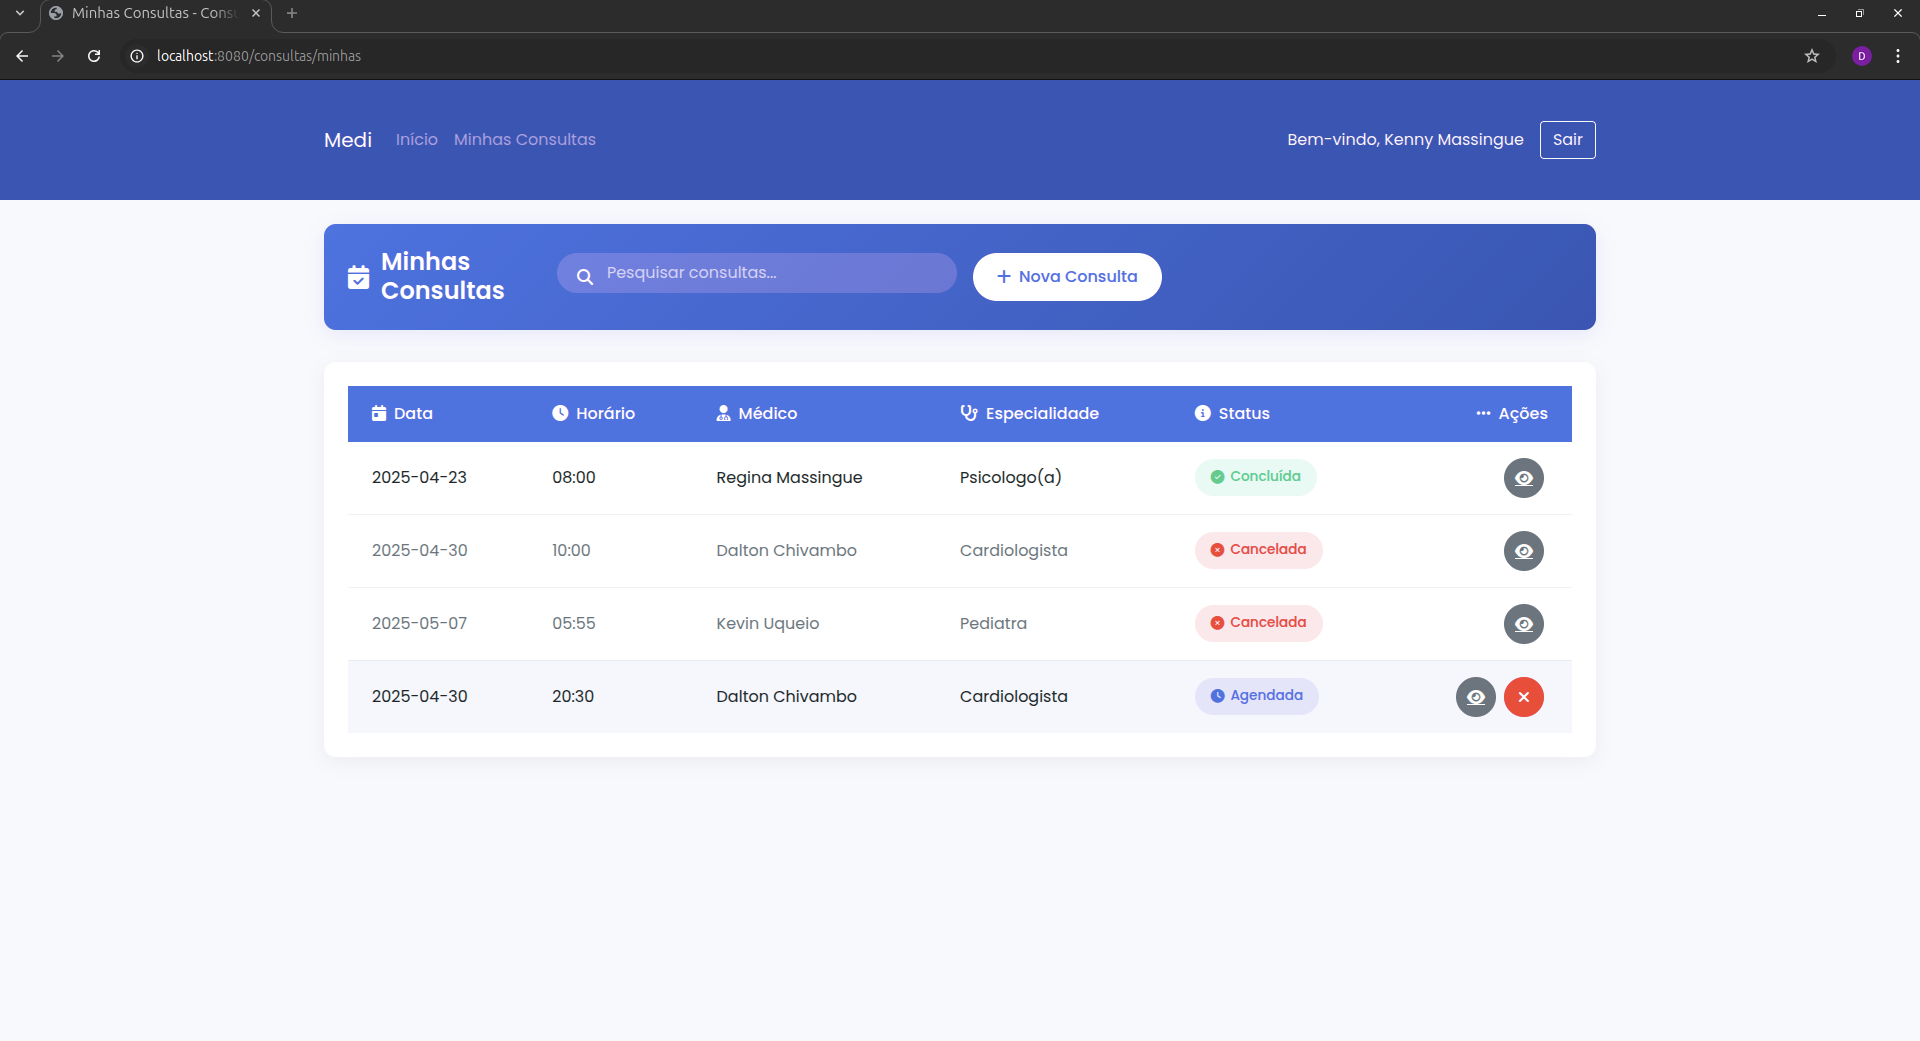 Minhas Consultas - Cons
localhost:8080/consultas/minhas
D
Medi
Início
Minhas Consultas
Bem-vindo, Kenny Massingue
Sair
Minhas
Consultas
Pesquisar consultas...
Nova Consulta
Data Horário Médico Especialidade Status Ações
2025-04-23 08:00 Regina Massingue Psicologo(a) Concluída
2025-04-30 10:00 Dalton Chivambo Cardiologista Cancelada
2025-05-07 05:55 Kevin Uqueio Pediatra Cancelada
2025-04-30 20:30 Dalton Chivambo Cardiologista Agendada